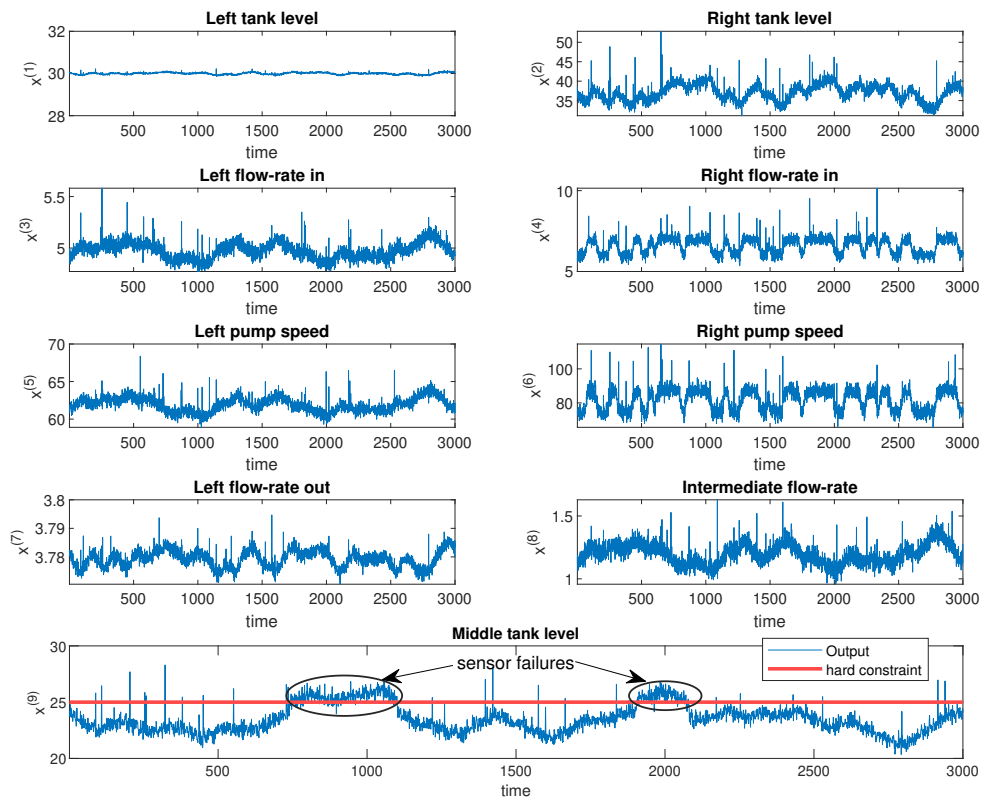 Left tank level
32
30
28
x(1)
500 1000 1500 2000 2500 3000
time
Right tank level
50
45
40
35
x(2)
500 1000 1500 2000 2500 3000
time
Left flow-rate in
5.5
5
x(3)
500 1000 1500 2000 2500 3000
time
Right flow-rate in
10
5
x(4)
500 1000 1500 2000 2500 3000
time
Left pump speed
70
65
60
x(5)
500 1000 1500 2000 2500 3000
time
Right pump speed
100
80
x(6)
500 1000 1500 2000 2500 3000
time
Left flow-rate out
3.8
3.79
3.78
x(7)
500 1000 1500 2000 2500 3000
time
Intermediate flow-rate
1.5
1
x(8)
500 1000 1500 2000 2500 3000
time
Middle tank level
30
25
20
x(9)
sensor failures
Output
hard constraint
500 1000 1500 2000 2500 3000
time